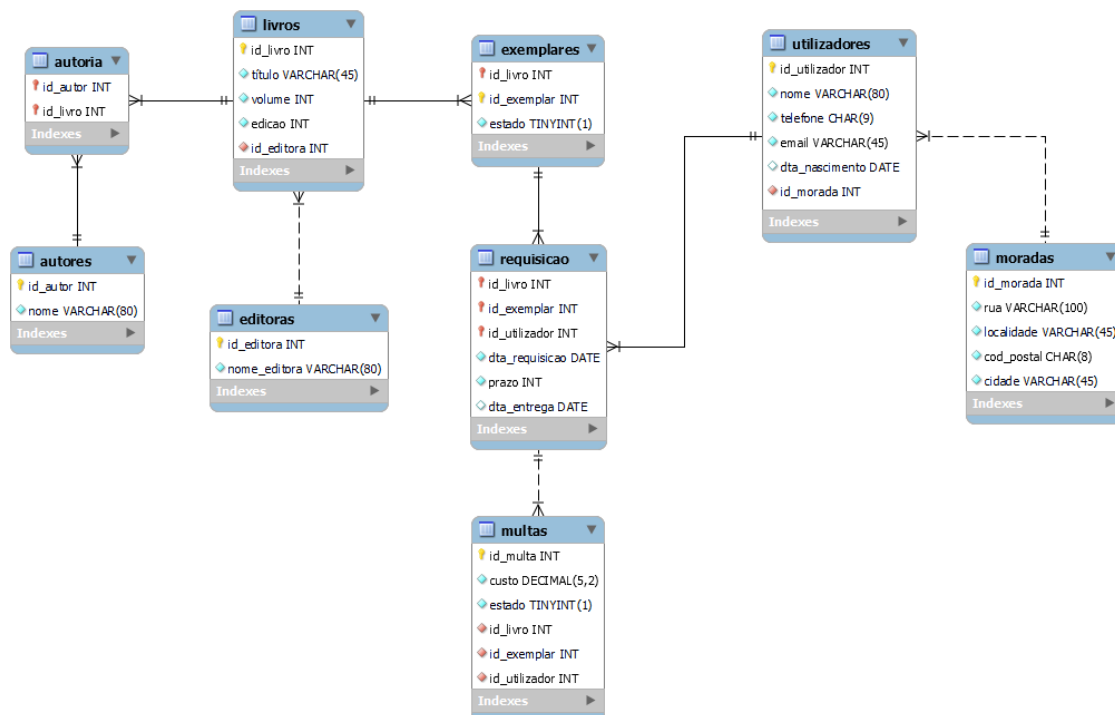 autoria
id_autor INT
id_livro INT
Indexes
livros
id_livro INT
título VARCHAR(45)
volume INT
edicao INT
id_editora INT
Indexes
exemplares
id_livro INT
id_exemplar INT
estado TINYINT(1)
Indexes
utilizadores
id_utilizador INT
nome VARCHAR(80)
telefone CHAR(9)
email VARCHAR(45)
dta_nascimento DATE
id_morada INT
Indexes
autores
id_autor INT
nome VARCHAR(80)
Indexes
editoras
id_editora INT
nome_editora VARCHAR(80)
Indexes
requisicao
id_livro INT
id_exemplar INT
id_utilizador INT
dta_requisicao DATE
prazo INT
dta_entrega DATE
Indexes
moradas
id_morada INT
rua VARCHAR(100)
localidade VARCHAR(45)
cod_postal CHAR(8)
cidade VARCHAR(45)
Indexes
multas
id_multa INT
custo DECIMAL(5,2)
estado TINYINT(1)
id_livro INT
id_exemplar INT
id_utilizador INT
Indexes